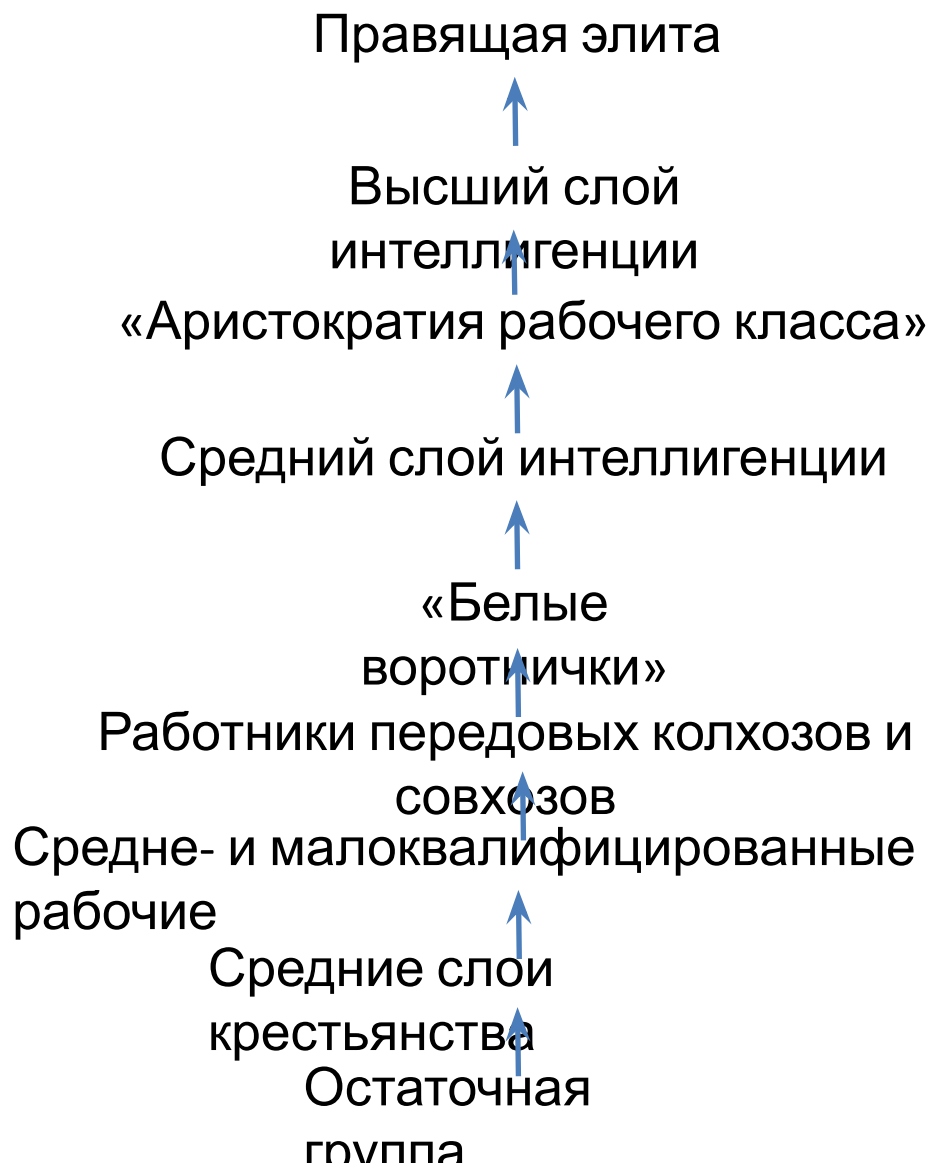 Правящая элита
Высший слой
интеллигенции
«Аристократия рабочего класса»
Средний слой интеллигенции
«Белые
воротнички»
Работники передовых колхозов и
совхозов
Средне- и малоквалифицированные
рабочие
Средние слои
крестьянства
Остаточная
группа